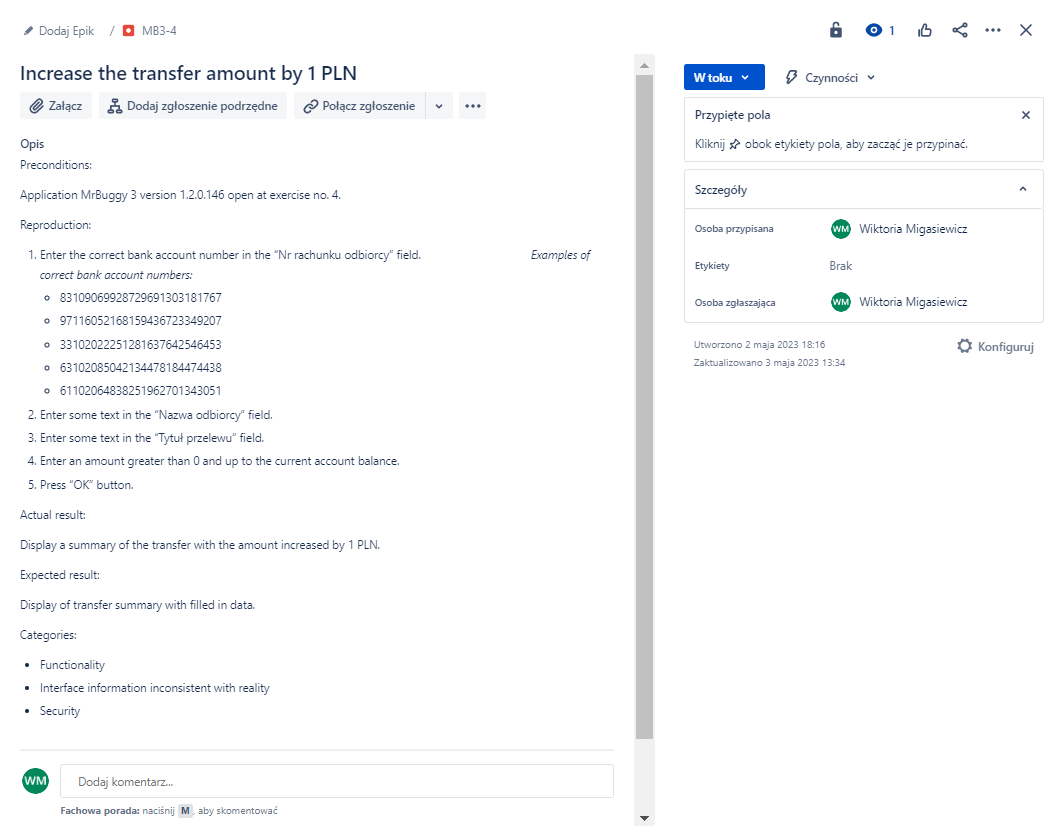 Dodaj Epik / MB3-4
1
Increase the transfer amount by 1 PLN
Załącz
Dodaj zgłoszenie podrzędne
Połącz zgłoszenie
Opis
Preconditions:
Application MrBuggy 3 version 1.2.0.146 open at exercise no. 4.
Reproduction:
1. Enter the correct bank account number in the “Nr rachunku odbiorcy” field. Examples of
correct bank account numbers:
83109069928729691303181767
97116052168159436723349207
33102022251281637642546453
63102085042134478184474438
61102064838251962701343051
2. Enter some text in the “Nazwa odbiorcy” field.
3. Enter some text in the “Tytuł przelewu” field.
4. Enter an amount greater than 0 and up to the current account balance.
5. Press “OK” button.
Actual result:
Display a summary of the transfer with the amount increased by 1 PLN.
Expected result:
Display of transfer summary with filled in data.
Categories:
Functionality
Interface information inconsistent with reality
Security
WM
Dodaj komentarz...
Fachowa porada: naciśnij M, aby skomentować
W toku
Czynności
Przypięte pola
Kliknij obok etykiety pola, aby zacząć je przypinać.
Szczegóły
Osoba przypisana WM Wiktoria Migasiewicz
Etykiety Brak
Osoba zgłaszająca WM Wiktoria Migasiewicz
Utworzono 2 maja 2023 18:16
Zaktualizowano 3 maja 2023 13:34
Konfiguruj